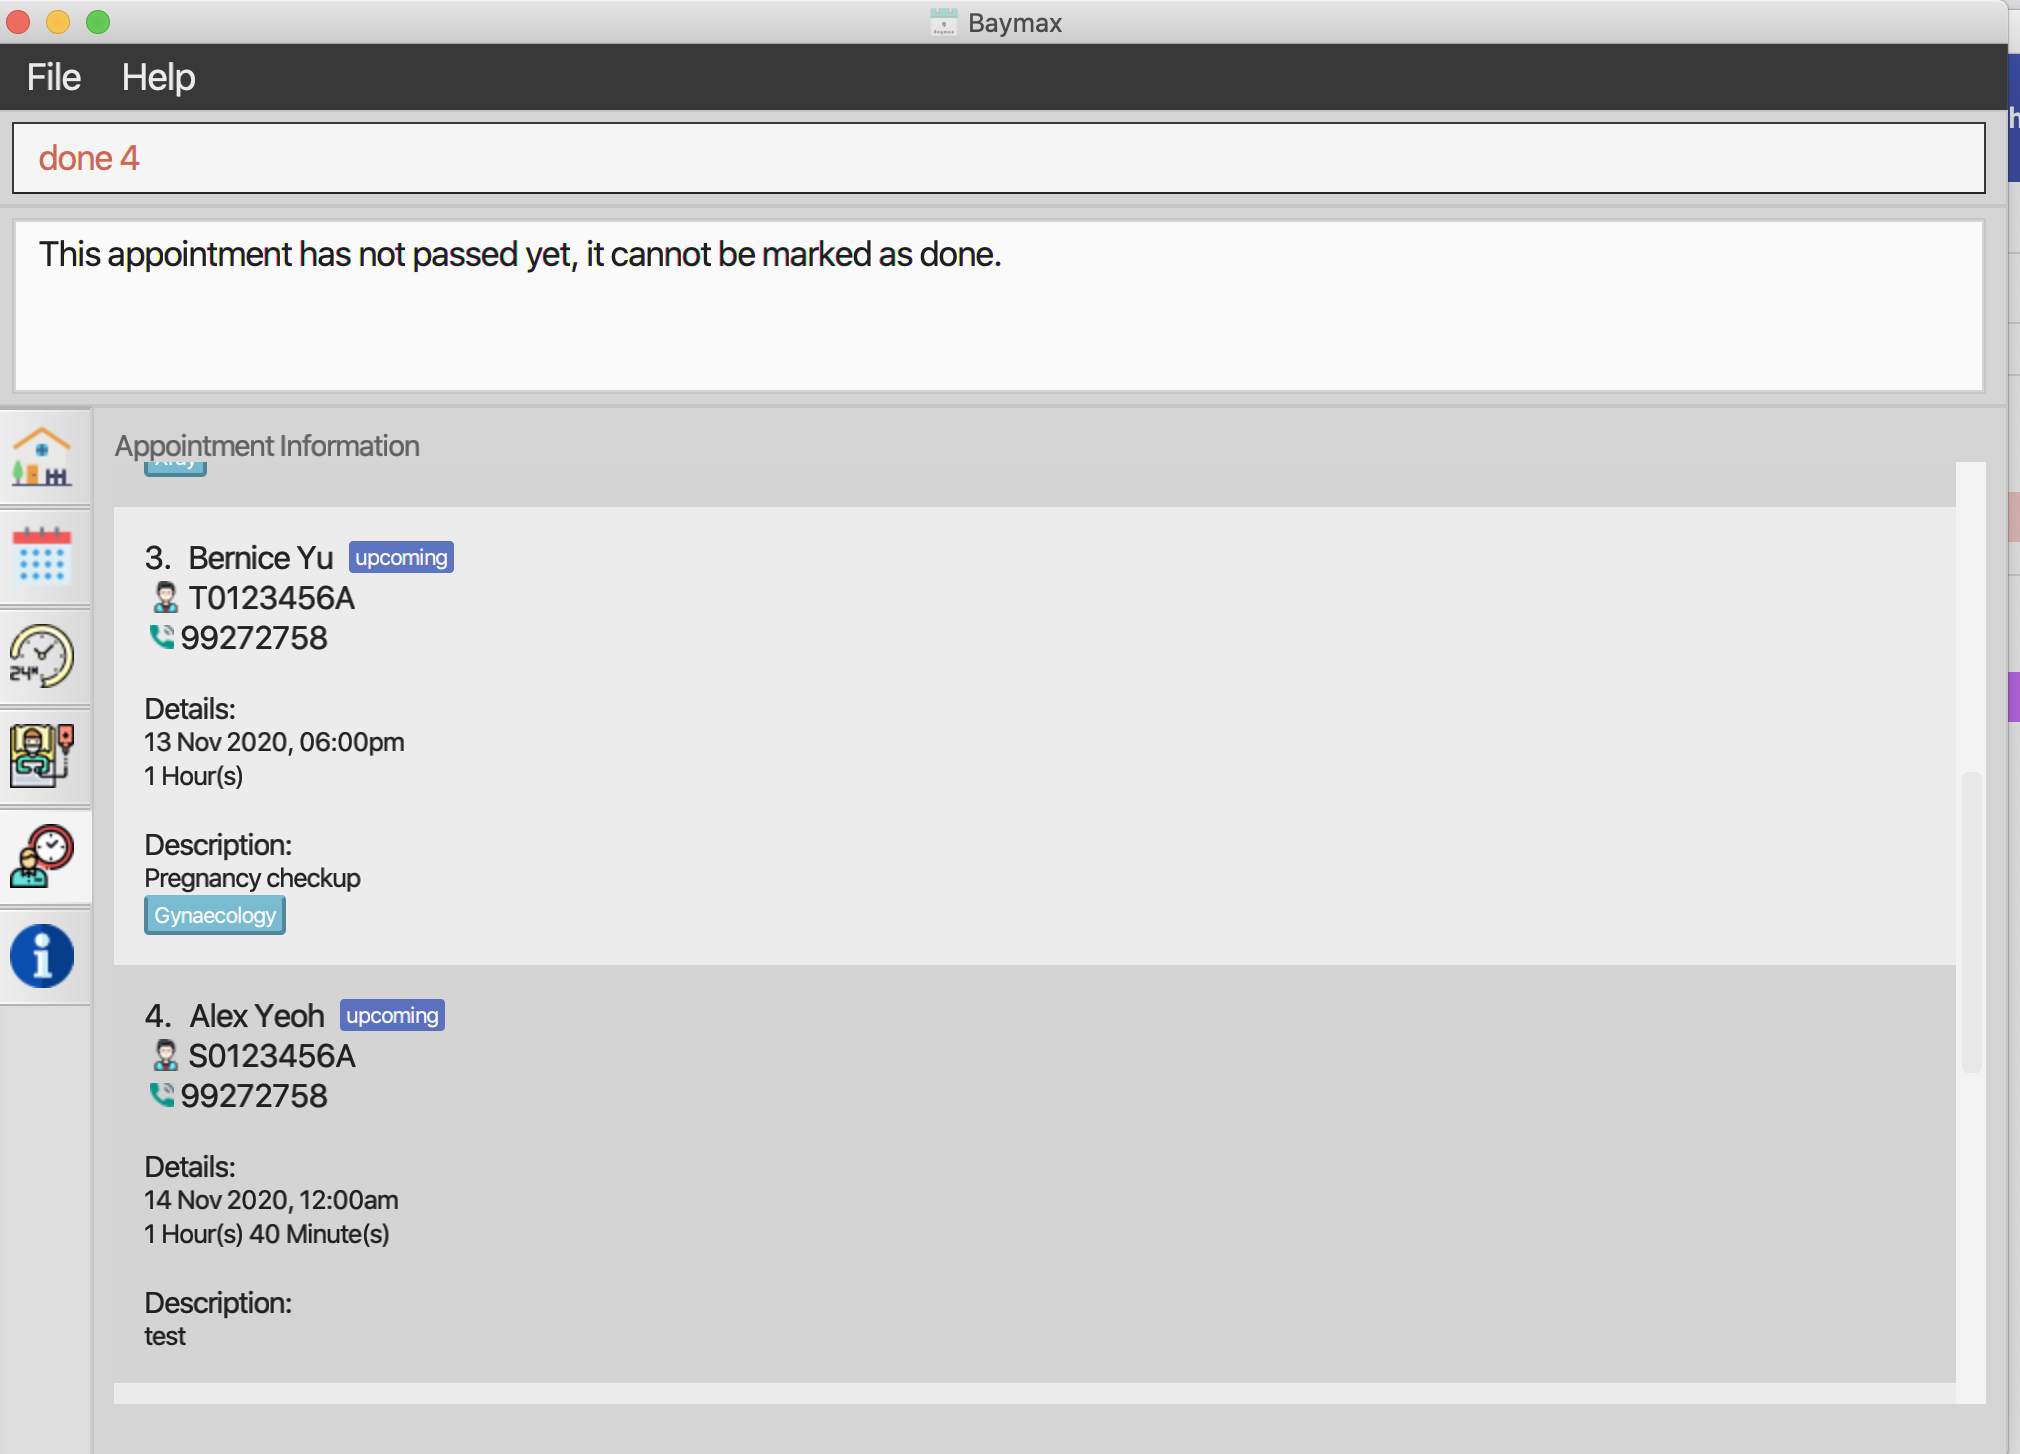 Baymax
File Help
done 4
This appointment has not passed yet, it cannot be marked as done.
Appointment Information
3. Bernice Yu upcoming
T0123456A
99272758
Details:
13 Nov 2020, 06:00pm
1 Hour(s)
Description:
Pregnancy checkup
Gynaecology
4. Alex Yeoh upcoming
S0123456A
99272758
Details:
14 Nov 2020, 12:00am
1 Hour(s) 40 Minute(s)
Description:
test